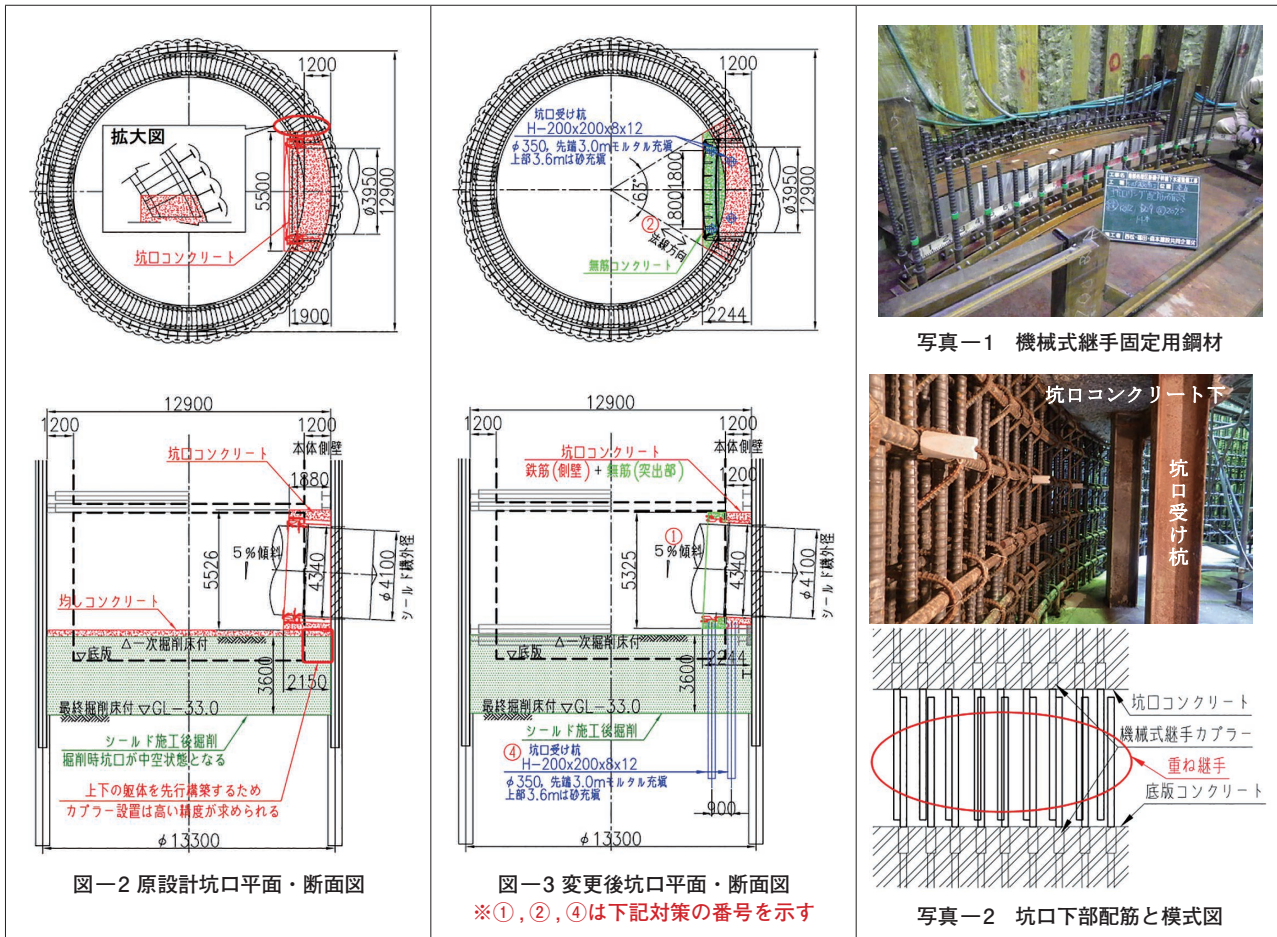 1200
拡大図
5500
φ3950
12900
坑口コンクリート
1900
12900
1200
1200
本体側壁
坑口コンクリート
1880
5%傾斜
5526
4340
φ4100
シールド機外径
均しコンクリート
△一次掘削床付
▽底版
3600
2150
最終掘削床付 ▽GL-33.0
シールド施工後掘削
掘削時坑口が中空状態となる
上下の躯体を先行構築するため
カプラー設置は高い精度が求められる
φ13300
図―2 原設計坑口平面・断面図
1200
坑口受け杭
H-200x200x8x12
φ350, 先端3.0mモルタル充填
上部3.6mは砂充填
63°
1800 1800
φ3950
12900
②
法線方向
無筋コンクリート
2244
12900
1200
1200
本体側壁
坑口コンクリート
鉄筋(側壁) + 無筋(突出部)
1200
①
5%傾斜
5325
4340
φ4100
シールド機外径
△一次掘削床付
▽底版
2244
3600
最終掘削床付 ▽GL-33.0
シールド施工後掘削
④ 坑口受け杭
H-200x200x8x12
φ350, 先端3.0mモルタル充填
上部3.6mは砂充填
900
φ13300
図―3 変更後坑口平面・断面図
※①,②,④は下記対策の番号を示す
写真―1 機械式継手固定用鋼材
坑口コンクリート下
坑口受け杭
坑口コンクリート
機械式継手カプラー
重ね継手
底版コンクリート
写真―2 坑口下部配筋と模式図